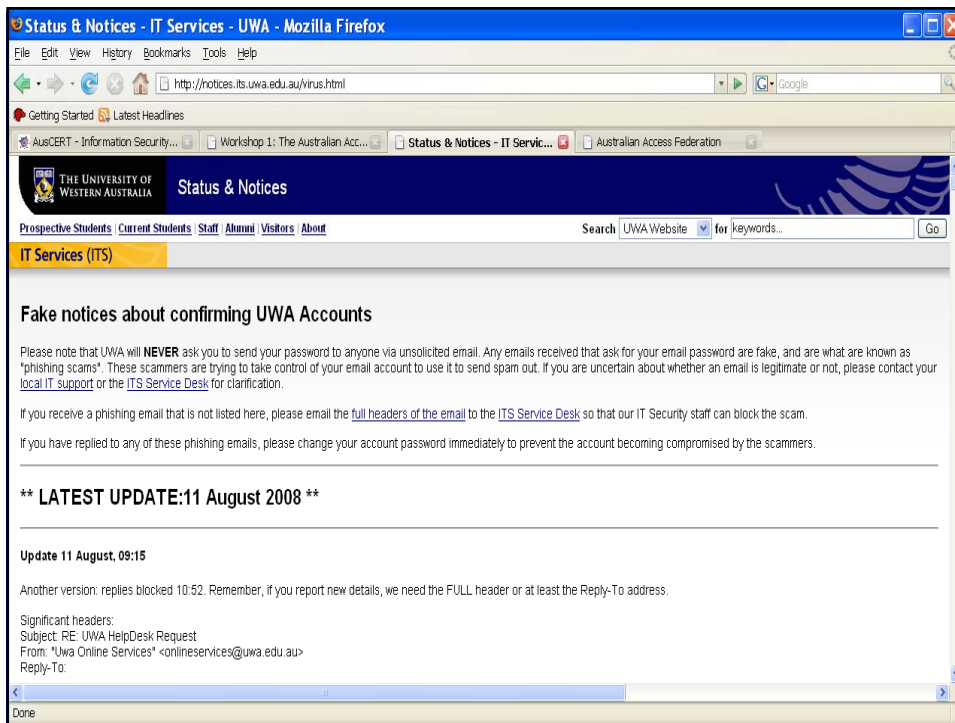 Status & Notices - IT Services - UWA - Mozilla Firefox
File Edit View History Bookmarks Tools Help
http://notices.its.uwa.edu.au/virus.html
G Google
Getting Started Latest Headlines
AusCERT - Information Security... Workshop 1: The Australian Acc... Status & Notices - IT Servic... Australian Access Federation
THE UNIVERSITY OF
WESTERN AUSTRALIA
Status & Notices
Prospective Students | Current Students | Staff | Alumni | Visitors | About
Search UWA Website for keywords... Go
IT Services (ITS)
Fake notices about confirming UWA Accounts
Please note that UWA will NEVER ask you to send your password to anyone via unsolicited email. Any emails received that ask for your email password are fake, and are what are known as
"phishing scams". These scammers are trying to take control of your email account to use it to send spam out. If you are uncertain about whether an email is legitimate or not, please contact your
local IT support or the ITS Service Desk for clarification.
If you receive a phishing email that is not listed here, please email the full headers of the email to the ITS Service Desk so that our IT Security staff can block the scam.
If you have replied to any of these phishing emails, please change your account password immediately to prevent the account becoming compromised by the scammers.
** LATEST UPDATE:11 August 2008 **
Update 11 August, 09:15
Another version: replies blocked 10:52. Remember, if you report new details, we need the FULL header or at least the Reply-To address.
Significant headers:
Subject: RE: UWA HelpDesk Request
From: "Uwa Online Services" <onlineservices@uwa.edu.au>
Reply-To:
Done